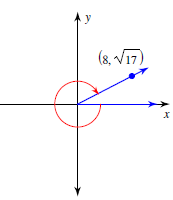 y
(8, √17)
x